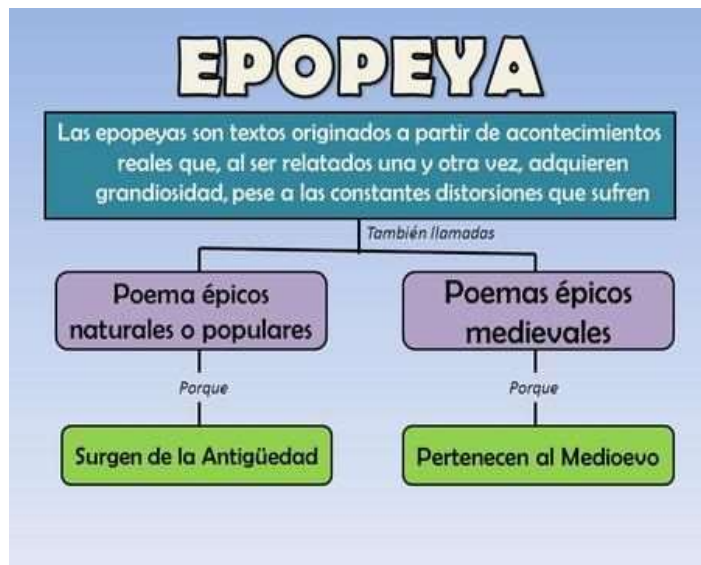 EPOPEYA
Las epopeyas son textos originados a partir de acontecimientos
reales que, al ser relatados una y otra vez, adquieren
grandiosidad, pese a las constantes distorsiones que sufren
También llamadas
Poema épicos
naturales o populares
Poemas épicos
medievales
Porque
Porque
Surgen de la Antigüedad
Pertenecen al Medioevo